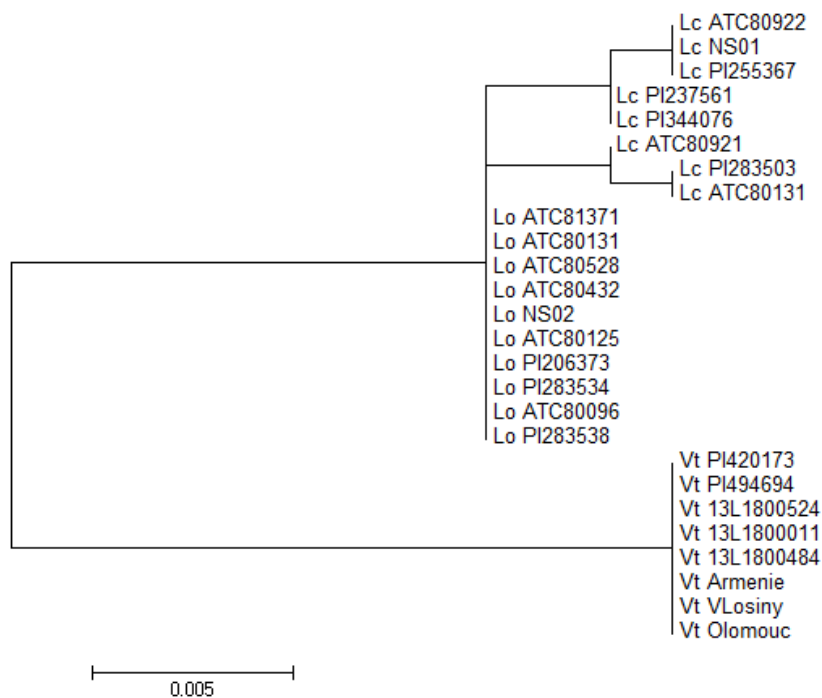 Lc ATC80922
Lc NS01
Lc PI255367
Lc PI237561
Lc PI344076
Lc ATC80921
Lc PI283503
Lc ATC80131
Lo ATC81371
Lo ATC80131
Lo ATC80528
Lo ATC80432
Lo NS02
Lo ATC80125
Lo PI206373
Lo PI283534
Lo ATC80096
Lo PI283538
Vt PI420173
Vt PI494694
Vt 13L1800524
Vt 13L1800011
Vt 13L1800484
Vt Armenie
Vt VLosiny
Vt Olomouc
0.005